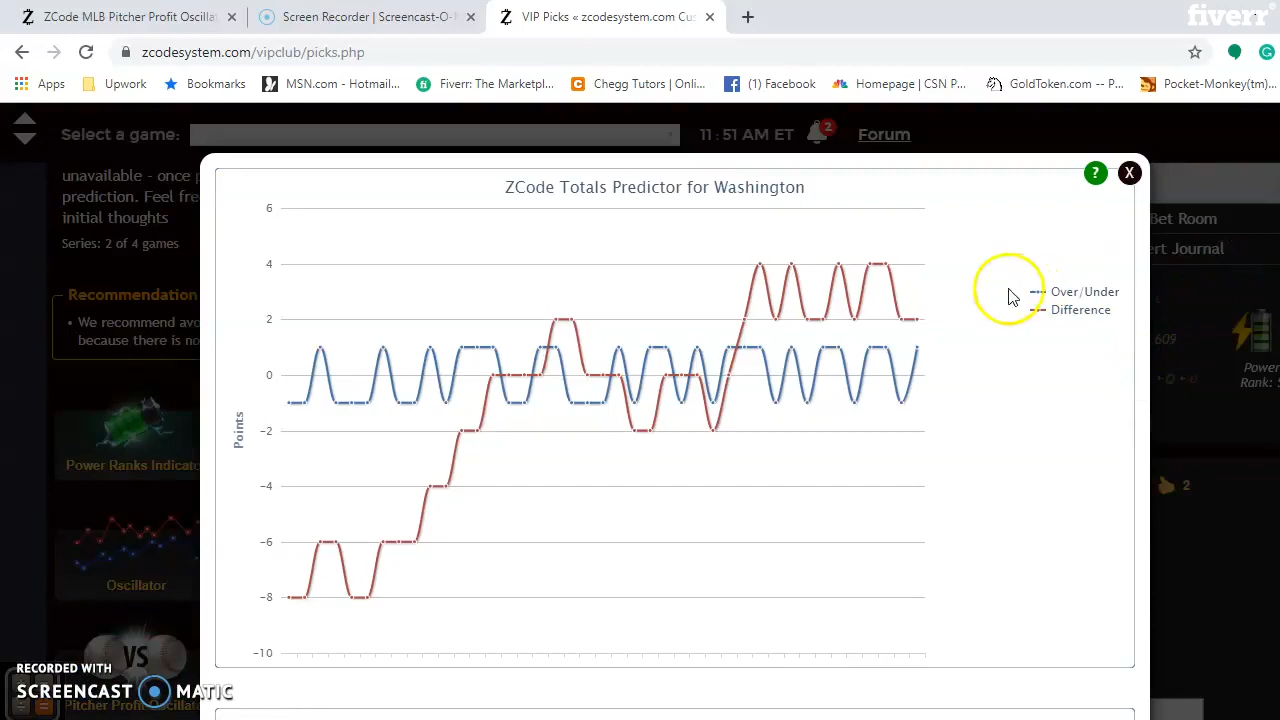 fiverr
ZCode MLB Pitcher Profit Oscillat
Screen Recorder | Screencast-O-M
VIP Picks « zcodesystem.com Cus
zcodesystem.com/vipclub/picks.php
Apps
Upwork
Bookmarks
MSN.com - Hotmail...
Fiverr: The Marketpl...
Chegg Tutors | Onli...
(1) Facebook
Homepage | CSN P...
GoldToken.com -- P...
Pocket-Monkey(tm)...
Select a game:
11:51 AM ET
2
Forum
unavailable - once p
prediction. Feel fre
initial thoughts
Series: 2 of 4 games
Recommendation
• We recommend avo
because there is no
Power Ranks Indicato
Oscillator
VS
Pitcher Profit Oscillato
ZCode Totals Predictor for Washington
?
X
6
4
2
0
−2
−4
−6
−8
−10
Points
Over/Under
Difference
Bet Room
ert Journal
609
Power
Rank:
2
RECORDED WITH
SCREENCAST MATIC